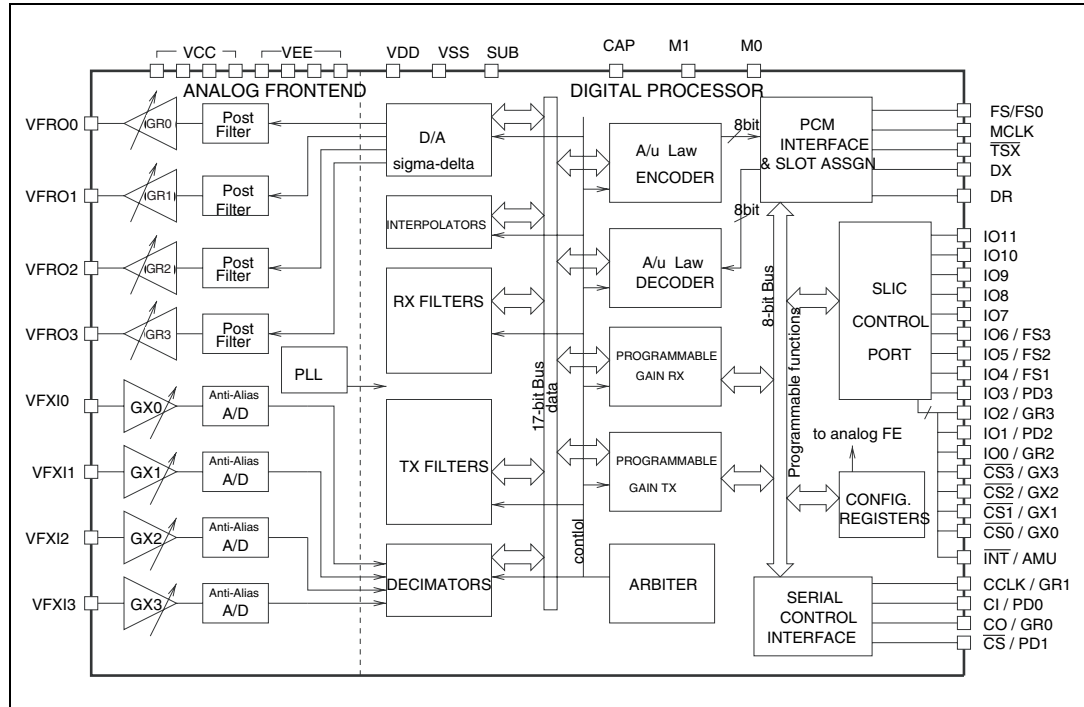 VCC
VEE
VDD
VSS
SUB
CAP
M1
M0
ANALOG FRONTEND
DIGITAL PROCESSOR
VFRO0
GR0
Post
Filter
VFRO1
GR1
Post
Filter
VFRO2
GR2
Post
Filter
VFRO3
GR3
Post
Filter
PLL
VFXI0
GX0
Anti-Alias
A/D
VFXI1
GX1
Anti-Alias
A/D
VFXI2
GX2
Anti-Alias
A/D
VFXI3
GX3
Anti-Alias
A/D
D/A
sigma-delta
INTERPOLATORS
RX FILTERS
TX FILTERS
DECIMATORS
17-bit Bus
data
contlol
A/u Law
ENCODER
8bit
A/u Law
DECODER
8bit
PROGRAMMABLE
GAIN RX
PROGRAMMABLE
GAIN TX
ARBITER
PCM
INTERFACE
& SLOT ASSGN
8-bit Bus
Programmable functions
SLIC
CONTROL
PORT
to analog FE
CONFIG.
REGISTERS
SERIAL
CONTROL
INTERFACE
FS/FS0
MCLK
TSX
DX
DR
IO11
IO10
IO9
IO8
IO7
IO6 / FS3
IO5 / FS2
IO4 / FS1
IO3 / PD3
IO2 / GR3
IO1 / PD2
IO0 / GR2
CS3 / GX3
CS2 / GX2
CS1 / GX1
CS0 / GX0
INT / AMU
CCLK / GR1
CI / PD0
CO / GR0
CS / PD1